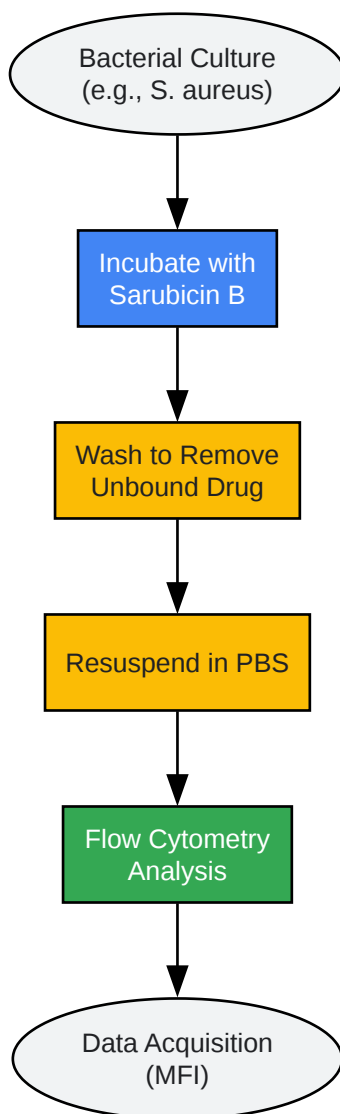 Bacterial Culture
(e.g., S. aureus)
Incubate with
Sarubicin B
Wash to Remove
Unbound Drug
Resuspend in PBS
Flow Cytometry
Analysis
Data Acquisition
(MFI)